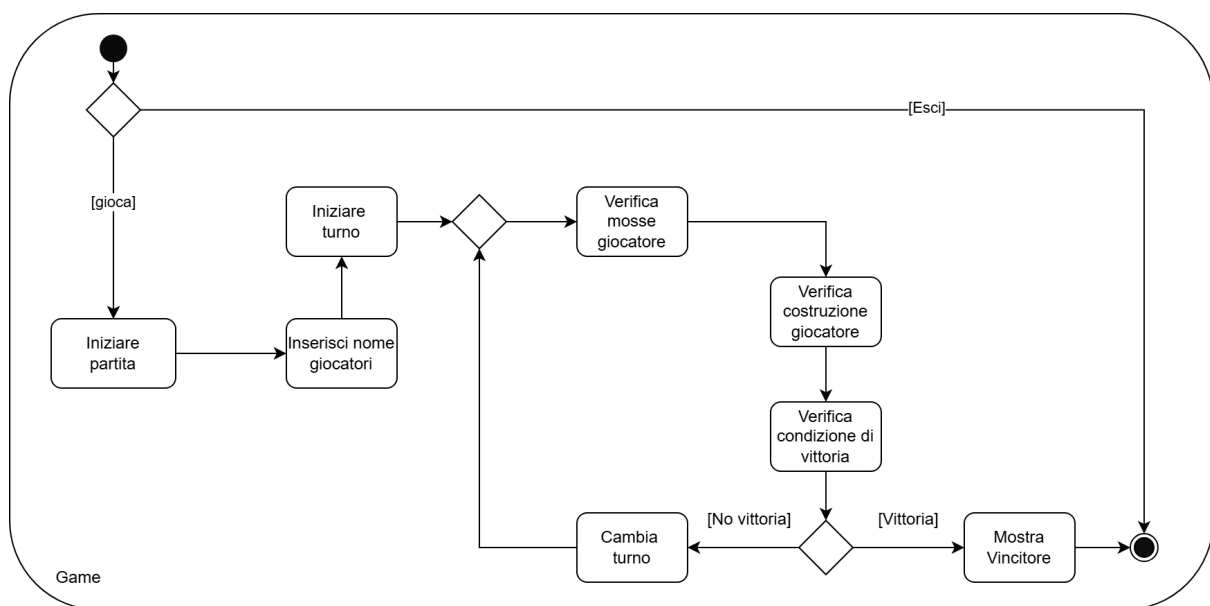 [Esci]
[gioca]
Iniziare
turno
Verifica
mosse
giocatore
Verifica
costruzione
giocatore
Iniziare
partita
Inserisci nome
giocatori
Verifica
condizione di
vittoria
[No vittoria]
[Vittoria]
Cambia
turno
Mostra
Vincitore
Game